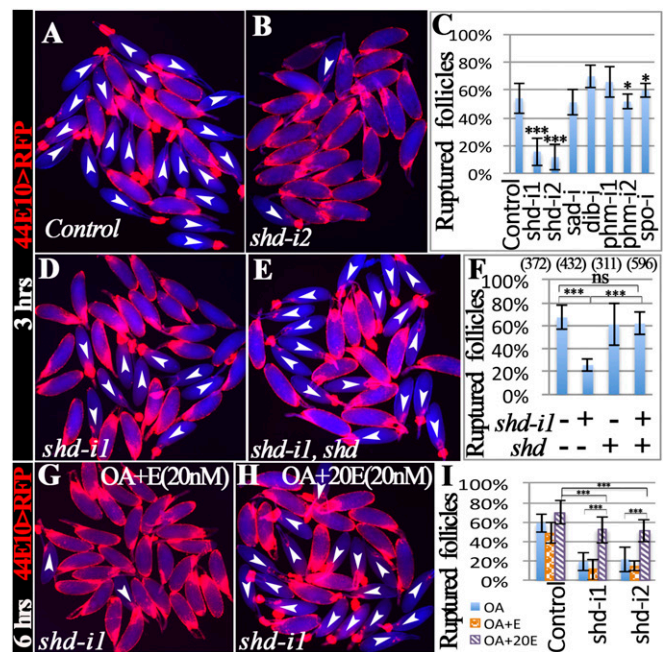 A
B
Control
shd-i2
44E10>RFP
3 hrs
C
Ruptured follicles
80%
60%
40%
20%
0%
***
***
*
*
Control
shd-i1
shd-i2
sad-i
dib-i
phm-i1
phm-i2
spo-i
D
E
shd-i1
shd-i1, shd
F
(372) (432) (311) (596)
ns
*** ***
Ruptured follicles
80%
60%
40%
20%
0%
shd-i1 - + - +
shd - - + +
44E10>RFP
6 hrs
G
OA+E(20nM)
shd-i1
H
OA+20E(20nM)
shd-i1
I
Ruptured follicles
100%
80%
60%
40%
20%
0%
***
***
***
***
OA
OA+E
OA+20E
Control
shd-i1
shd-i2